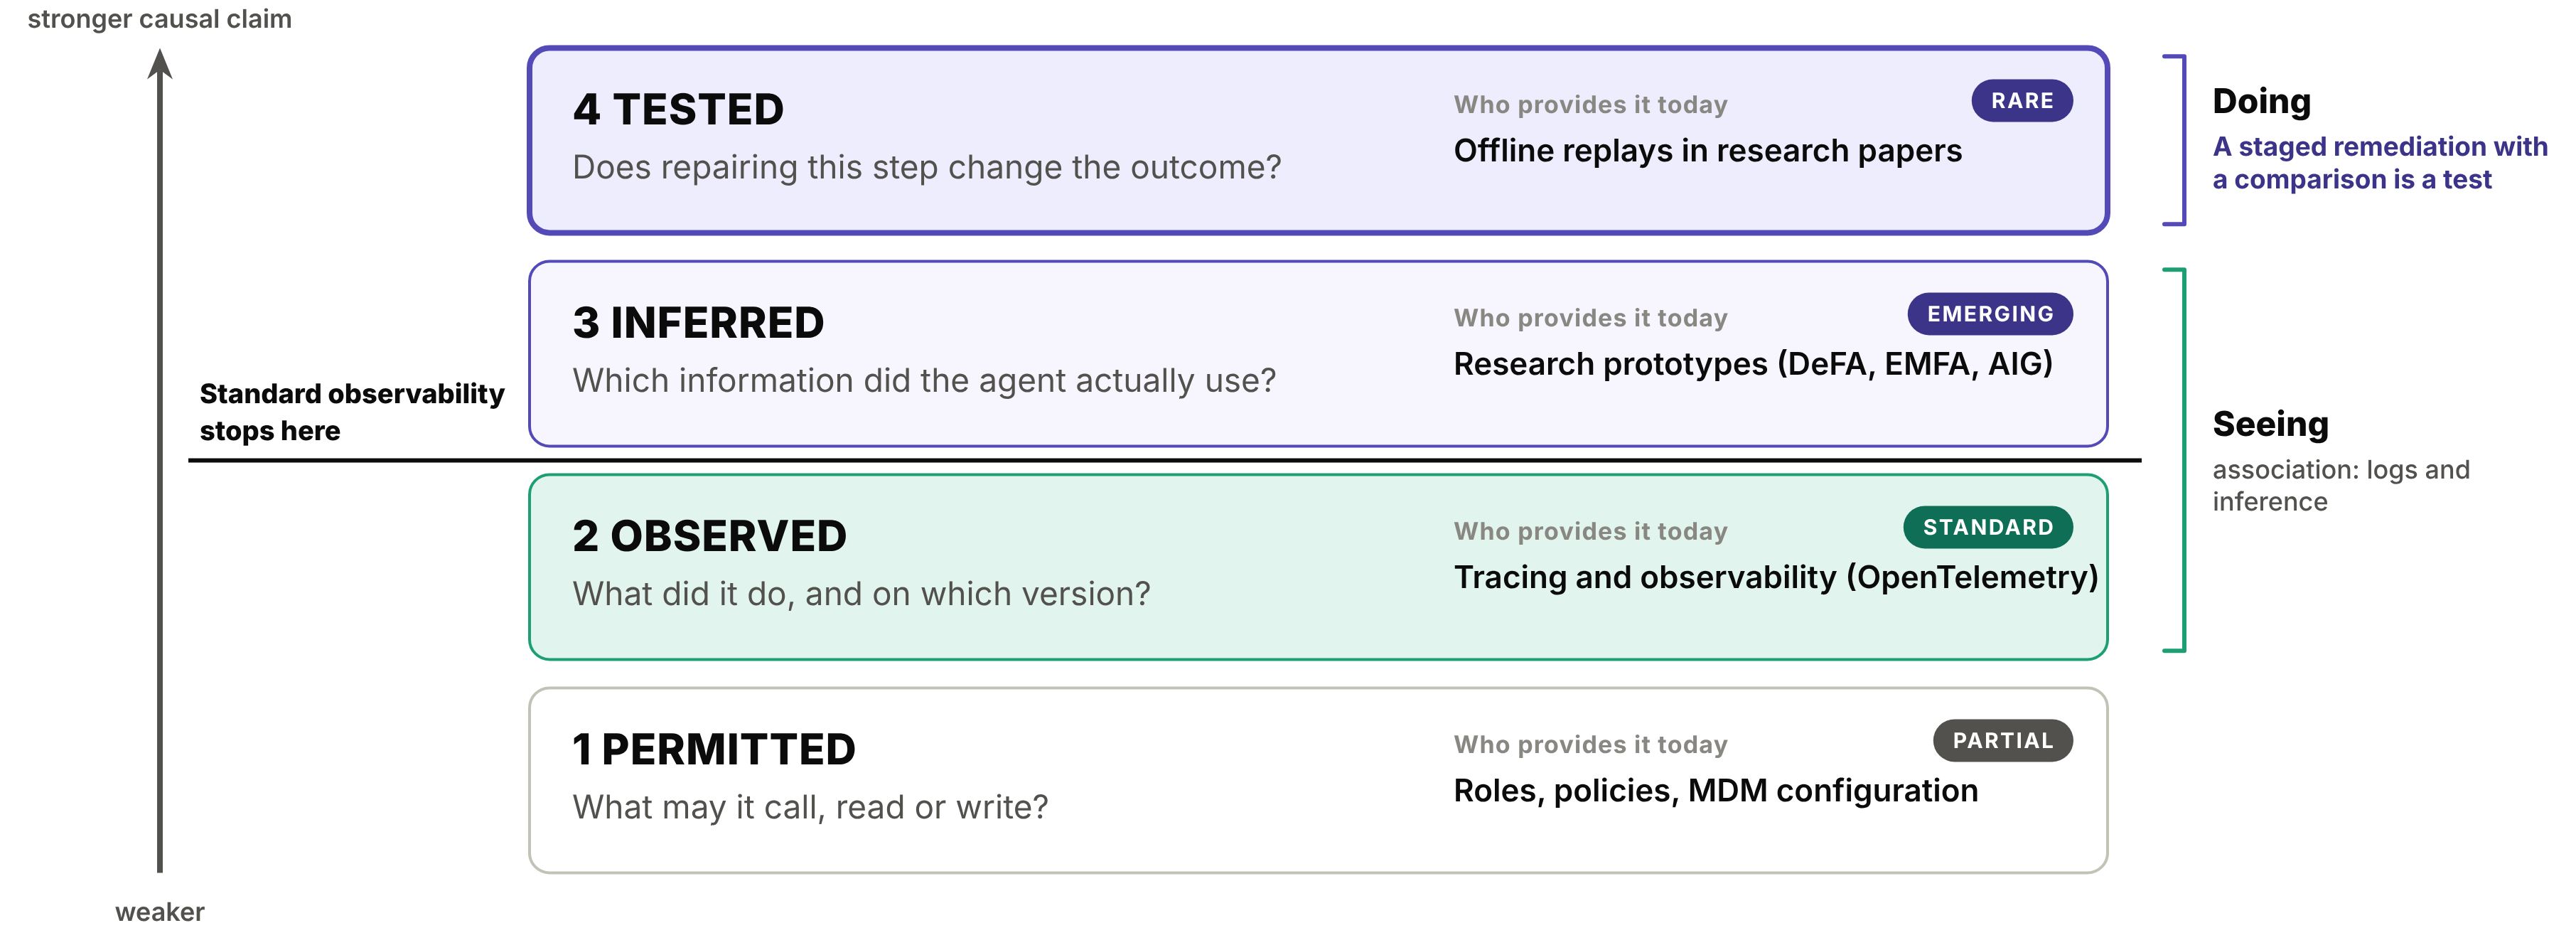 stronger causal claim
4 TESTED
Does repairing this step change the outcome?
Who provides it today
RARE
Offline replays in research papers
Doing
A staged remediation with
a comparison is a test
3 INFERRED
Which information did the agent actually use?
Who provides it today
EMERGING
Research prototypes (DeFA, EMFA, AIG)
Standard observability
stops here
Seeing
association: logs and
inference
2 OBSERVED
What did it do, and on which version?
Who provides it today
STANDARD
Tracing and observability (OpenTelemetry)
1 PERMITTED
What may it call, read or write?
Who provides it today
PARTIAL
Roles, policies, MDM configuration
weaker